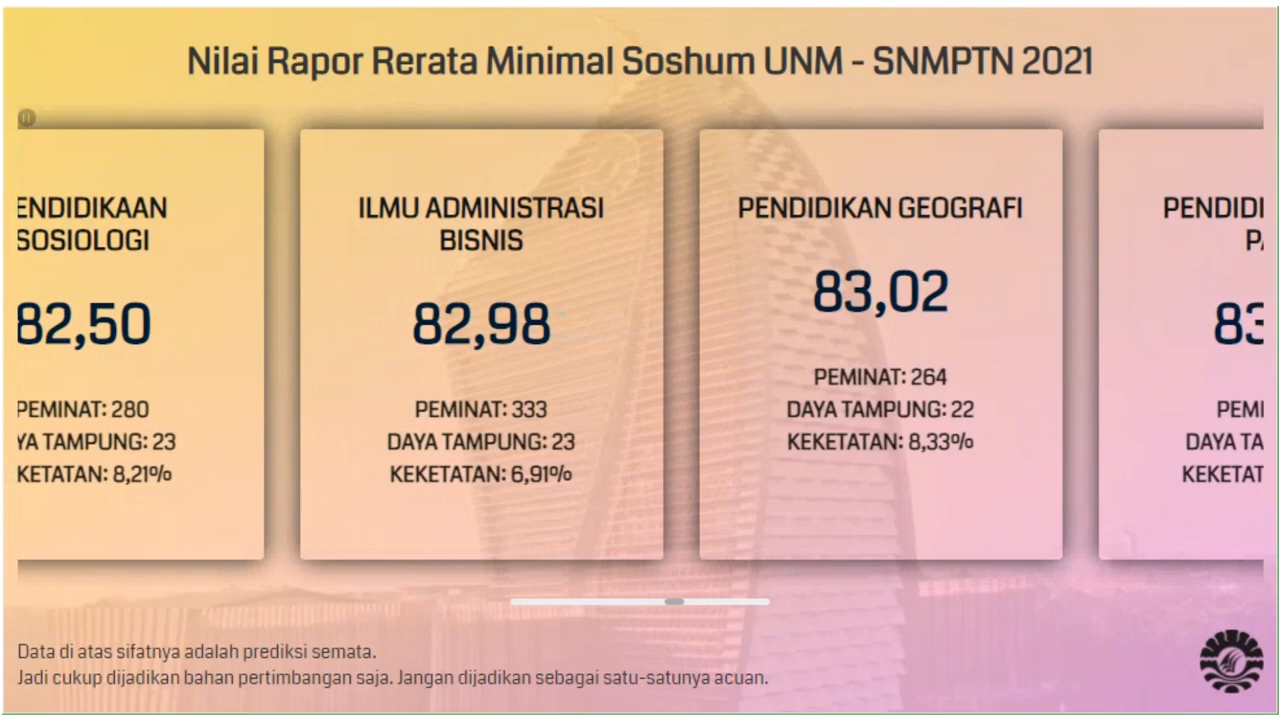 Nilai Rapor Rerata Minimal Soshum UNM - SNMPTN 2021
ENDIDIKAAN
SOSIOLOGI
82,50
PEMINAT: 280
YA TAMPUNG: 23
KETATAN: 8,21%
ILMU ADMINISTRASI
BISNIS
82,98
PEMINAT: 333
DAYA TAMPUNG: 23
KEKETATAN: 6,91%
PENDIDIKAN GEOGRAFI
83,02
PEMINAT: 264
DAYA TAMPUNG: 22
KEKETATAN: 8,33%
PENDIDI
PA
83
PEMI
DAYA TA
KEKETAT
Data di atas sifatnya adalah prediksi semata.
Jadi cukup dijadikan bahan pertimbangan saja. Jangan dijadikan sebagai satu-satunya acuan.